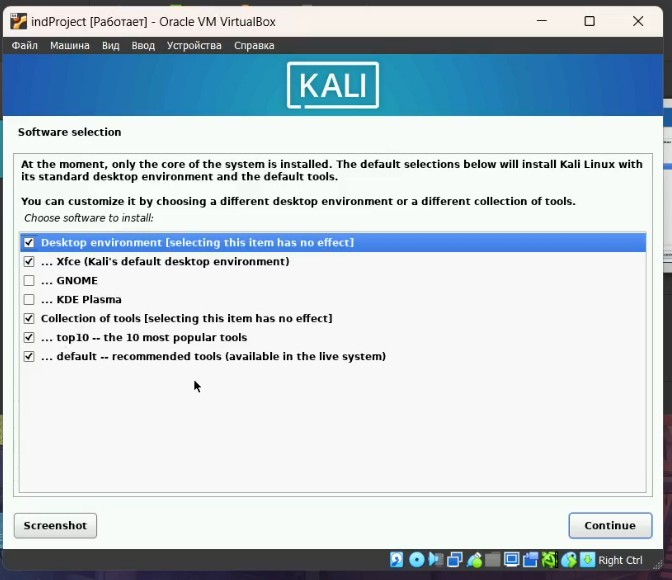 indProject [Работает] - Oracle VM VirtualBox
Файл Машина Вид Ввод Устройства Справка
KALI
Software selection
At the moment, only the core of the system is installed. The default selections below will install Kali Linux with
its standard desktop environment and the default tools.
You can customize it by choosing a different desktop environment or a different collection of tools.
Choose software to install:
Desktop environment [selecting this item has no effect]
... Xfce (Kali's default desktop environment)
... GNOME
... KDE Plasma
Collection of tools [selecting this item has no effect]
... top10 -- the 10 most popular tools
... default -- recommended tools (available in the live system)
Screenshot
Continue
Right Ctrl